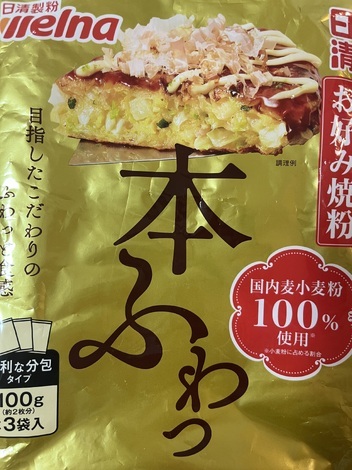 日清製粉
Welna
日清
お好み焼粉
調理例
目指したこだわりの
ふわっと食感
本ふわっ
国内麦小麦粉
100%
使用※
※小麦粉に占める割合
利な分包
タイプ
100g
(約2枚分)
3袋入